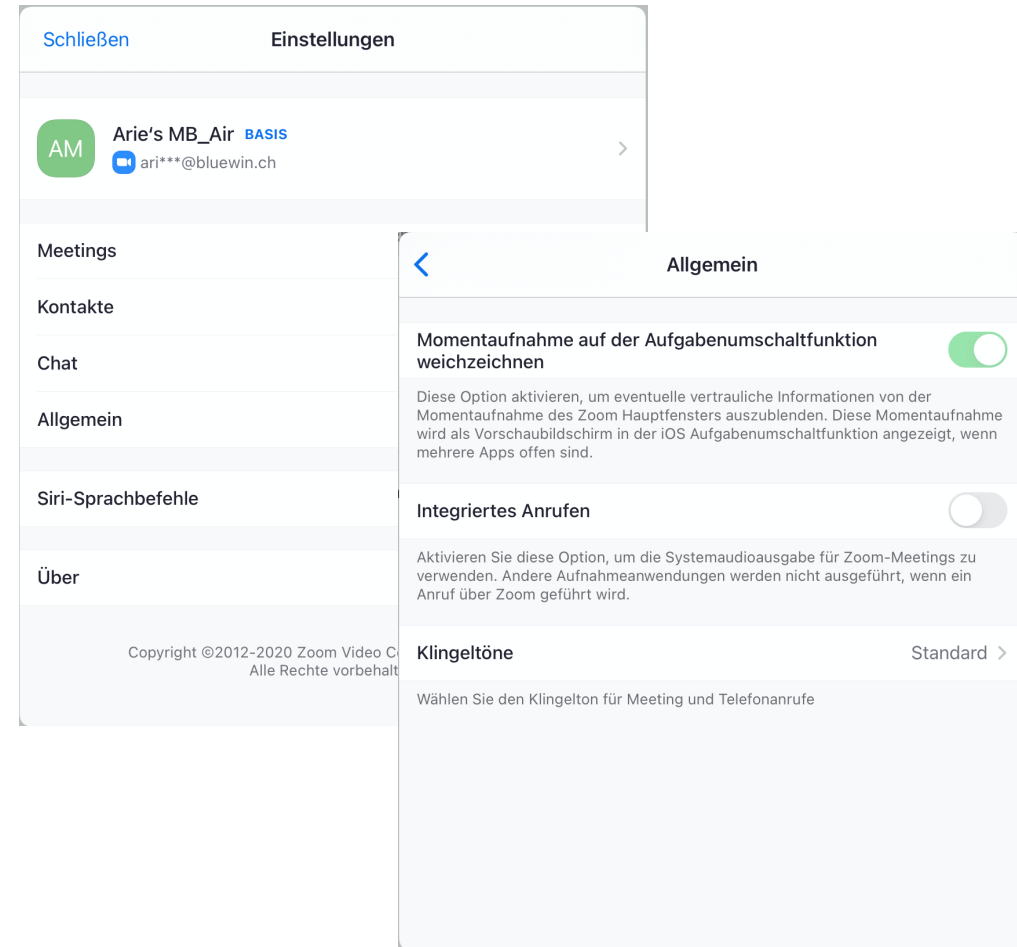 Schließen
Einstellungen
AM
Arie‘s MB_Air BASIS
ari***@bluewin.ch
Meetings
Kontakte
Chat
Allgemein
Siri-Sprachbefehle
Über
Copyright ©2012-2020 Zoom Video
Alle Rechte
Allgemein
Momentaufnahme auf der Aufgabenumschaltfunktion
weichzeichnen
Diese Option aktivieren, um eventuelle vertrauliche Informationen von der
Momentaufnahme des Zoom Hauptfensters auszublenden. Diese Momentaufnahme
wird als Vorschaubildschirm in der iOS Aufgabenumschaltfunktion angezeigt, wenn
mehrere Apps offen sind.
Integriertes Anrufen
Aktivieren Sie diese Option, um die Systemaudioausgabe für Zoom-Meetings zu
verwenden. Andere Aufnahmeanwendungen werden nicht ausgeführt, wenn ein
Anruf über Zoom geführt wird.
Klingeltöne
Standard
Wählen Sie den Klingelton für Meeting und Telefonanrufe